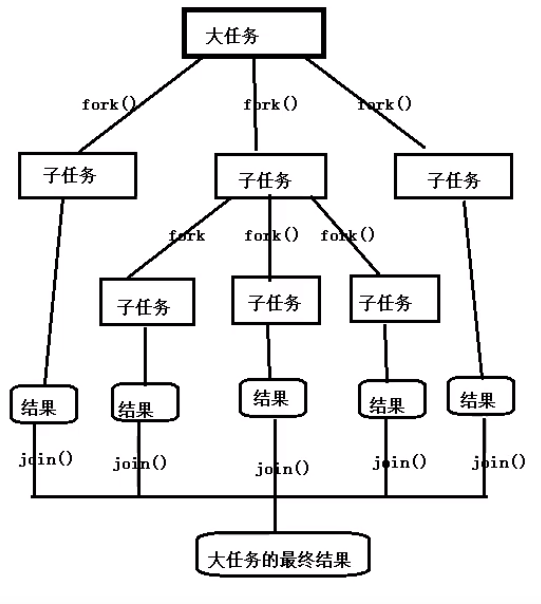 大任务
fork() fork() fork()
子任务 子任务 子任务
fork fork() fork()
子任务 子任务 子任务
结果 结果 结果 结果 结果
join() join() join() join() join()
大任务的最终结果